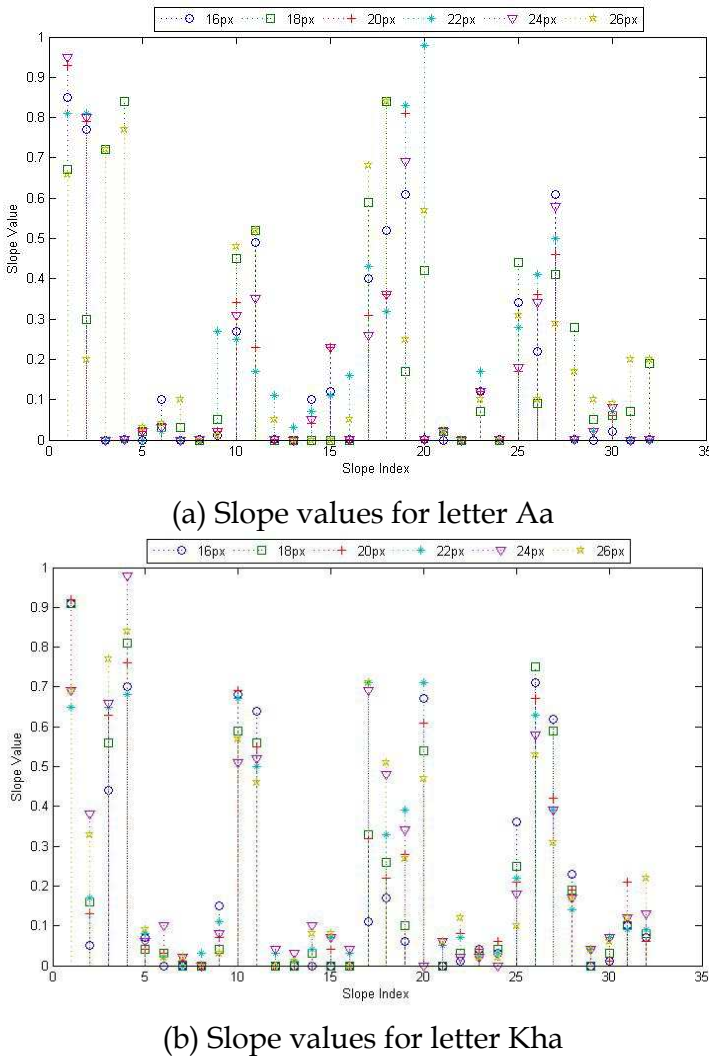 16px 18px 20px 22px 24px 26px
1
0.9
0.8
0.7
0.6
0.5
0.4
0.3
0.2
0.1
0
Slope Value
0 5 10 15 20 25 30 35
Slope Index
(a) Slope values for letter Aa
16px 18px 20px 22px 24px 26px
1
0.9
0.8
0.7
0.6
0.5
0.4
0.3
0.2
0.1
0
Slope Value
0 5 10 15 20 25 30 35
Slope Index
(b) Slope values for letter Kha